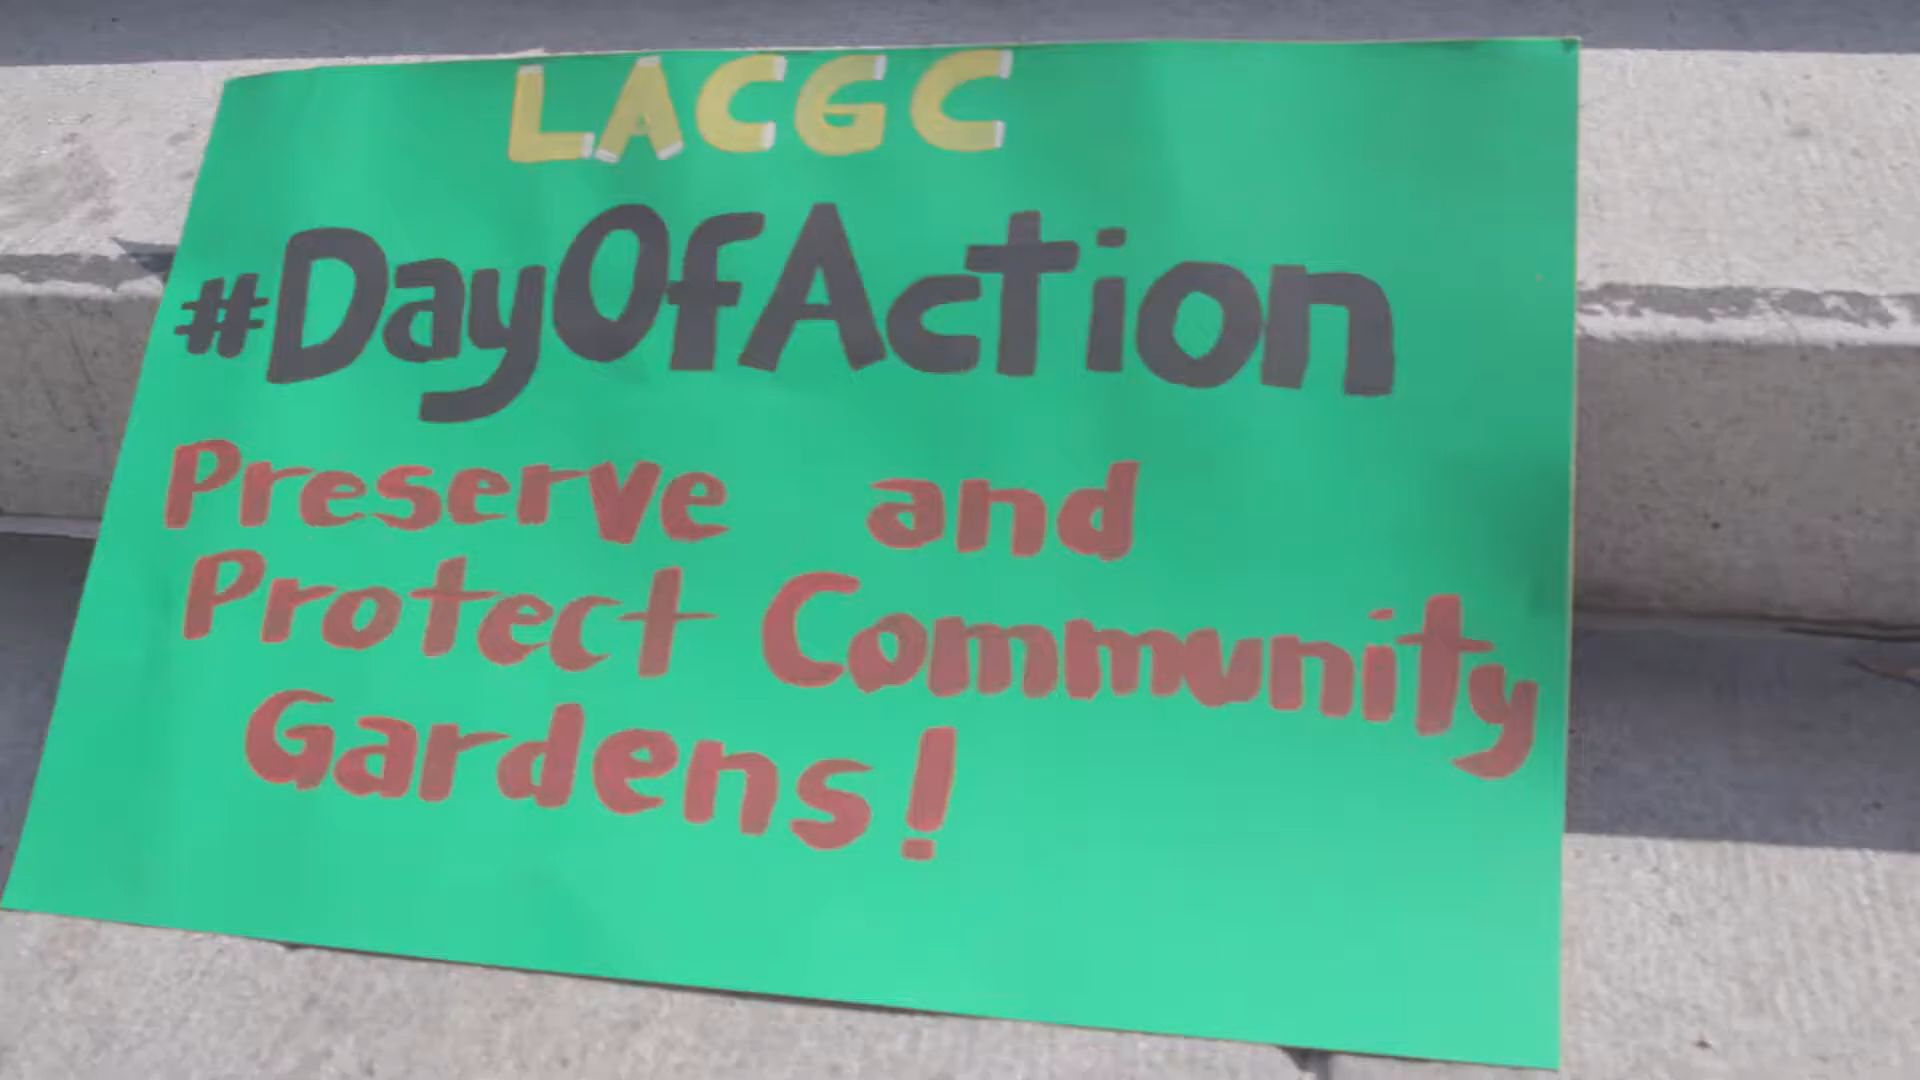 LACGC
#DayOfAction
Preserve and
Protect Community
Gardens!